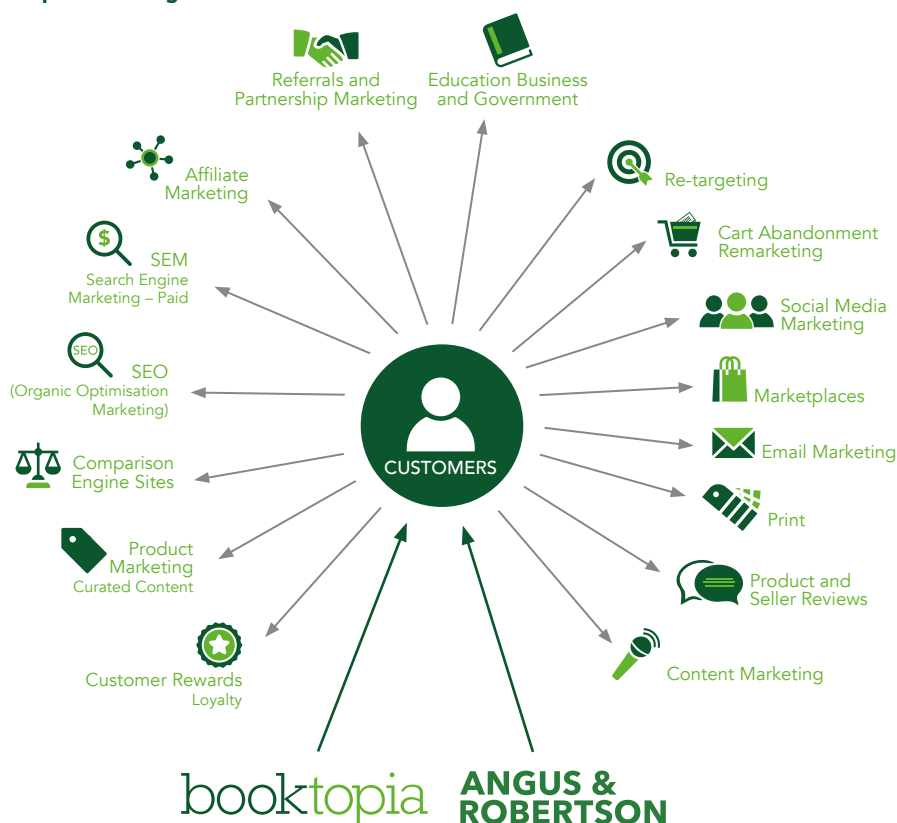 Referrals and
Partnership Marketing
Education Business
and Government
Affiliate
Marketing
Re-targeting
$
SEM
Search Engine
Marketing – Paid
Cart Abandonment
Remarketing
Social Media
Marketing
SEO
SEO
(Organic Optimisation
Marketing)
Marketplaces
Email Marketing
CUSTOMERS
Comparison
Engine Sites
Print
Product
Marketing
Curated Content
Product and
Seller Reviews
Customer Rewards
Loyalty
Content Marketing
booktopia
ANGUS &
ROBERTSON